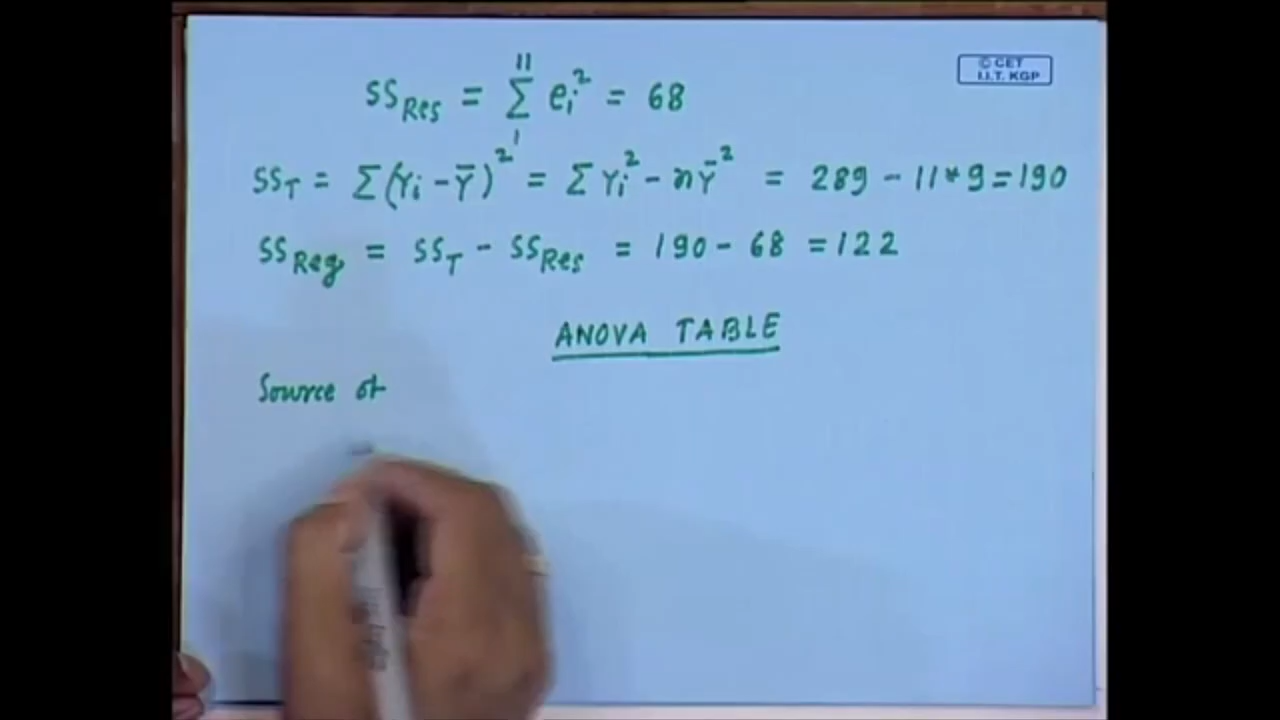 © CET
I.I.T. KGP
SS_Res = Σ_1^11 e_i^2 = 68
SS_T = Σ(Y_i - Ȳ)^2 = ΣY_i^2 - nȲ^2 = 289 - 11*9 = 190
SS_Reg = SS_T - SS_Res = 190 - 68 = 122
ANOVA TABLE
Source of